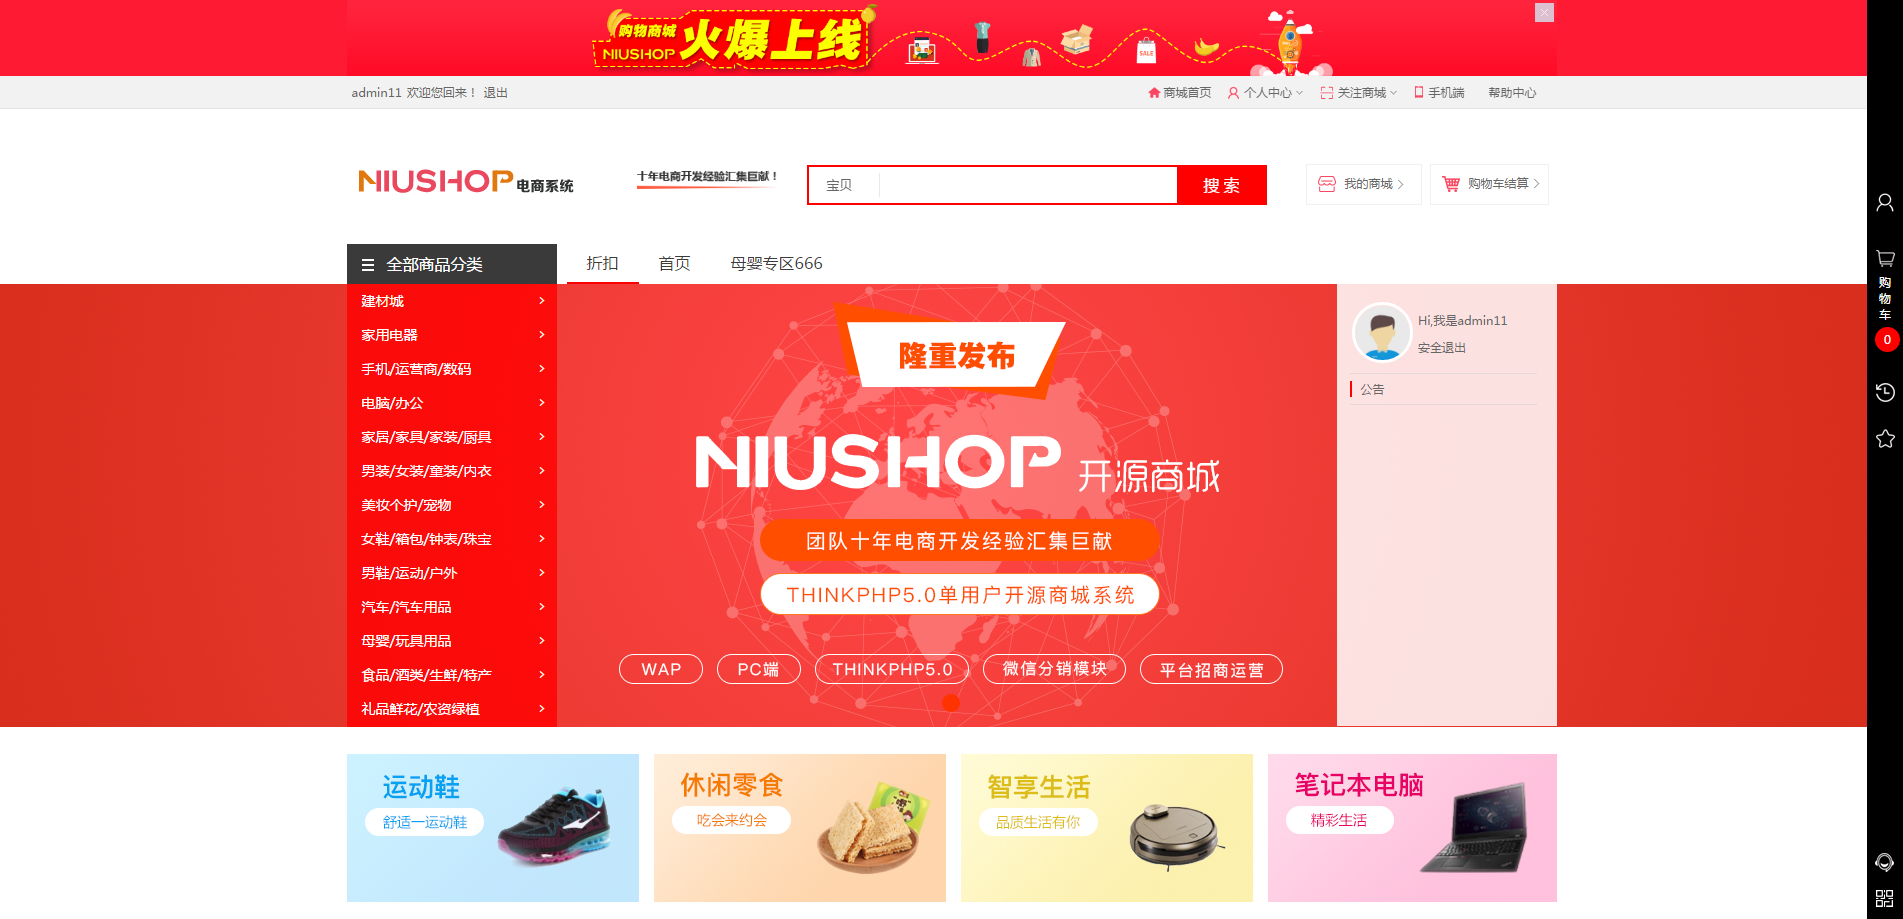 购物商城
NIUSHOP
火爆上线
SALE
admin11 欢迎您回来！ 退出
商城首页 个人中心 关注商城 手机端 帮助中心
NIUSHOP 电商系统
十年电商开发经验汇集巨献！
宝贝
搜索
我的商城
购物车结算
全部商品分类
折扣 首页 母婴专区666
建材城
家用电器
手机/运营商/数码
电脑/办公
家居/家具/家装/厨具
男装/女装/童装/内衣
美妆个护/宠物
女鞋/箱包/钟表/珠宝
男鞋/运动/户外
汽车/汽车用品
母婴/玩具用品
食品/酒类/生鲜/特产
礼品鲜花/农资绿植
隆重发布
NIUSHOP 开源商城
团队十年电商开发经验汇集巨献
THINKPHP5.0单用户开源商城系统
WAP PC端 THINKPHP5.0 微信分销模块 平台招商运营
Hi,我是admin11
安全退出
公告
购物车
0
运动鞋
舒适一运动鞋
休闲零食
吃会来约会
智享生活
品质生活有你
笔记本电脑
精彩生活